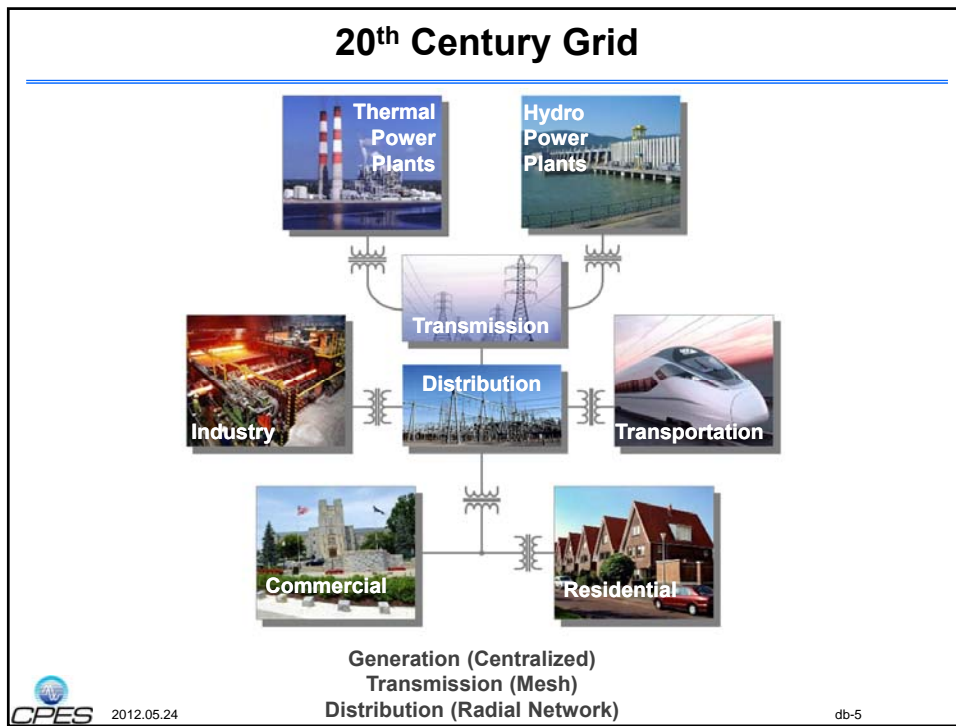 20th Century Grid
Thermal
Power
Plants
Hydro
Power
Plants
Transmission
Distribution
Industry
Transportation
Commercial
Residential
Generation (Centralized)
Transmission (Mesh)
Distribution (Radial Network)
CPES
2012.05.24
db-5